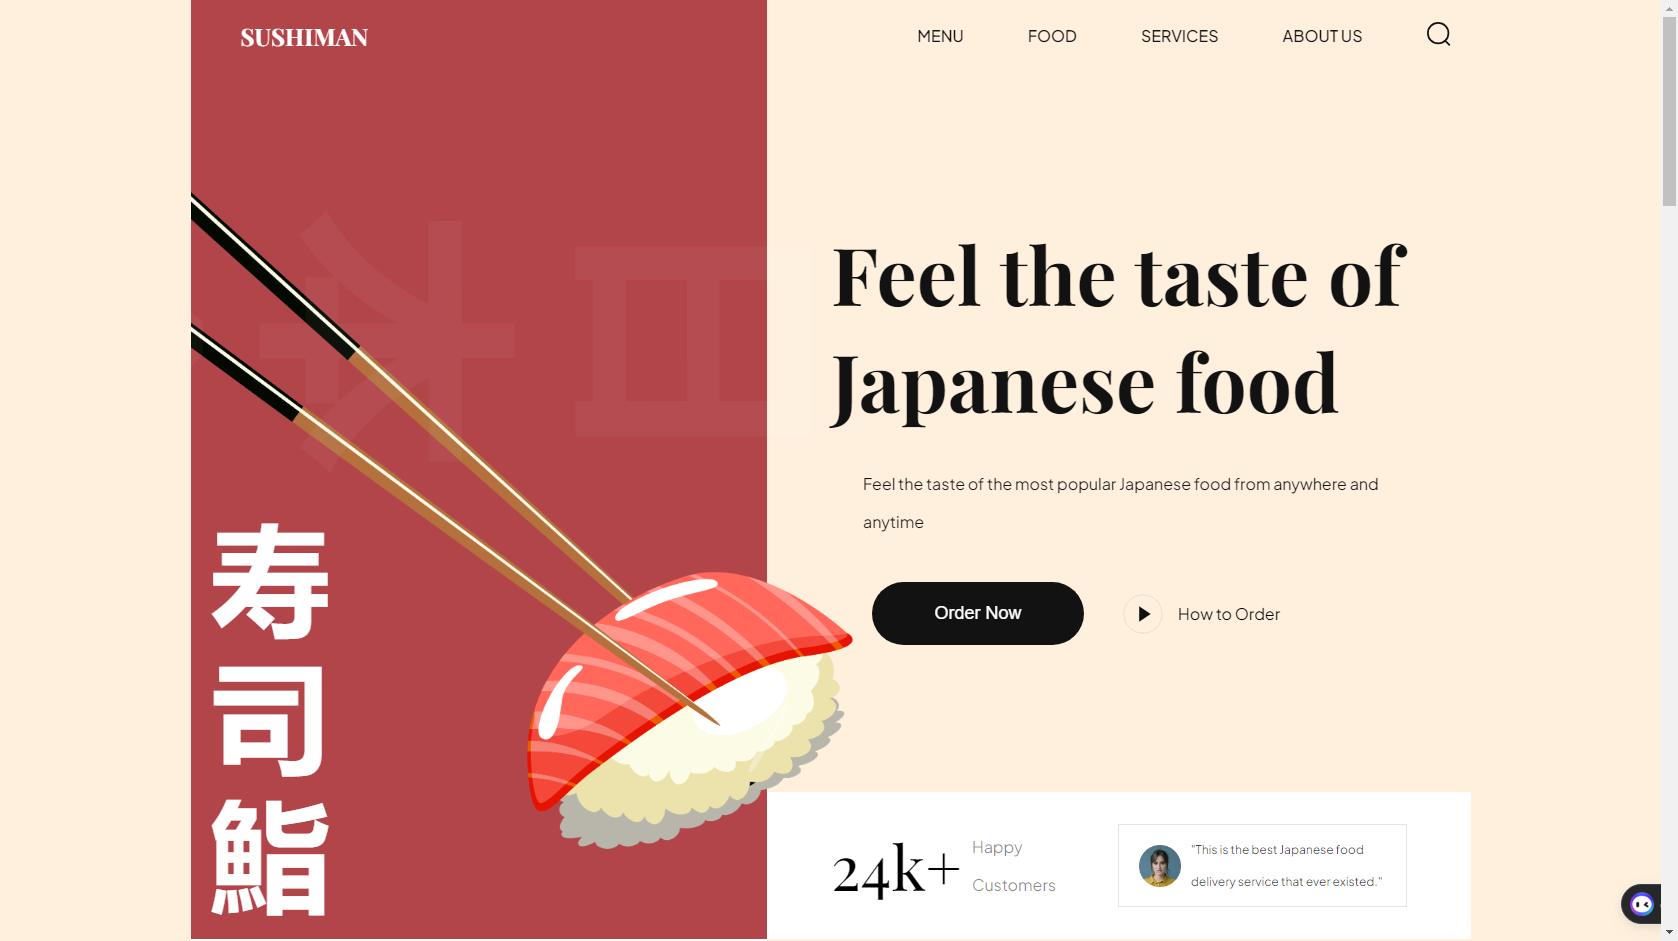 SUSHIMAN
MENU
FOOD
SERVICES
ABOUT US
Feel the taste of
Japanese food
Feel the taste of the most popular Japanese food from anywhere and
anytime
Order Now
How to Order
寿
司
鮨
24k+
Happy
Customers
"This is the best Japanese food
delivery service that ever existed."